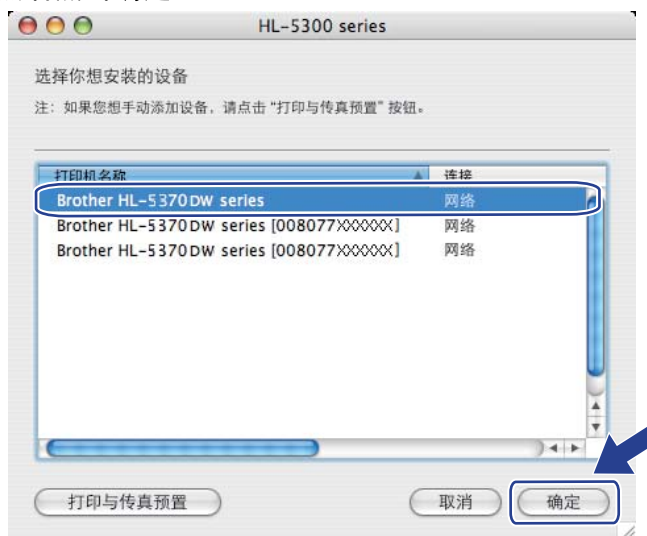 HL-5300 series
选择你想安装的设备
注：如果您想手动添加设备，请点击“打印与传真预置”按钮。
打印机名称 连接
Brother HL-5370DW series 网络
Brother HL-5370DW series [008077XXXXXX] 网络
Brother HL-5370DW series [008077XXXXXX] 网络
打印与传真预置 取消 确定